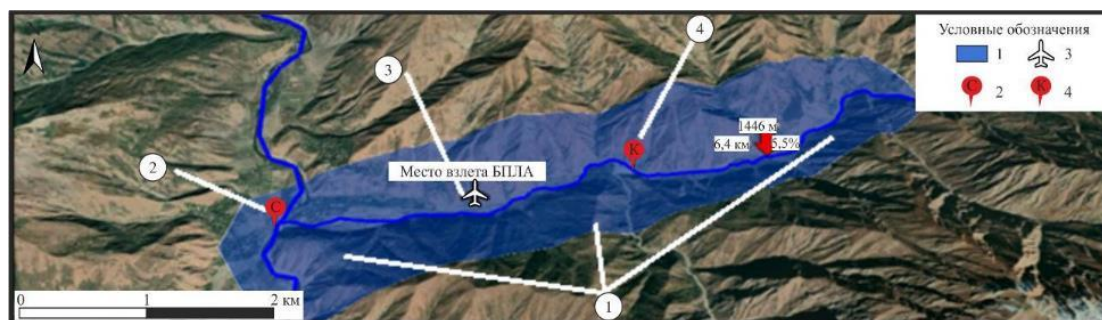 4
Условные обозначения
1 3
С 2 К 4
3
1446 м
6,4 км 5,5%
К
Место взлета БПЛА
2
С
0 1 2 км
1